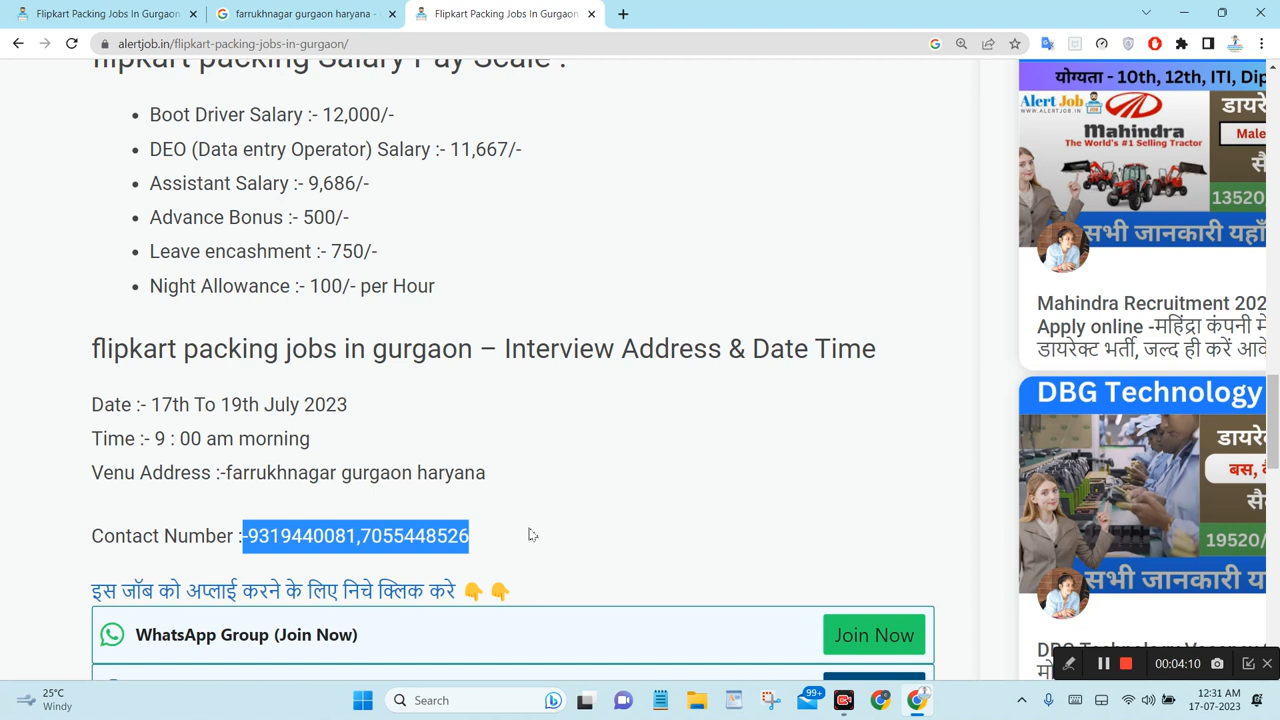 Flipkart Packing Jobs In Gurgaon
farrukhnagar gurgaon haryana -
Flipkart Packing Jobs In Gurgaon
alertjob.in/flipkart-packing-jobs-in-gurgaon/
flipkart packing Salary Pay Scale :
• Boot Driver Salary :- 12,000/-
• DEO (Data entry Operator) Salary :- 11,667/-
• Assistant Salary :- 9,686/-
• Advance Bonus :- 500/-
• Leave encashment :- 750/-
• Night Allowance :- 100/- per Hour
flipkart packing jobs in gurgaon – Interview Address & Date Time
Date :- 17th To 19th July 2023
Time :- 9 : 00 am morning
Venu Address :-farrukhnagar gurgaon haryana
Contact Number :-9319440081,7055448526
इस जॉब को अप्लाई करने के लिए निचे क्लिक करे 👇 👇
WhatsApp Group (Join Now)
Join Now
योग्यता - 10th, 12th, ITI, Dip
Alert Job
WWW.ALERTJOB.IN
डायरे
mahindra
The World's #1 Selling Tractor
Male
सै
13520
सभी जानकारी यहाँ
Mahindra Recruitment 202
Apply online -महिंद्रा कंपनी में
डायरेक्ट भर्ती, जल्द ही करें आवे
DBG Technology
डायरे
बस,
सै
19520/
सभी जानकारी य
00:04:10
25°C
Windy
Search
99+
12:31 AM
17-07-2023